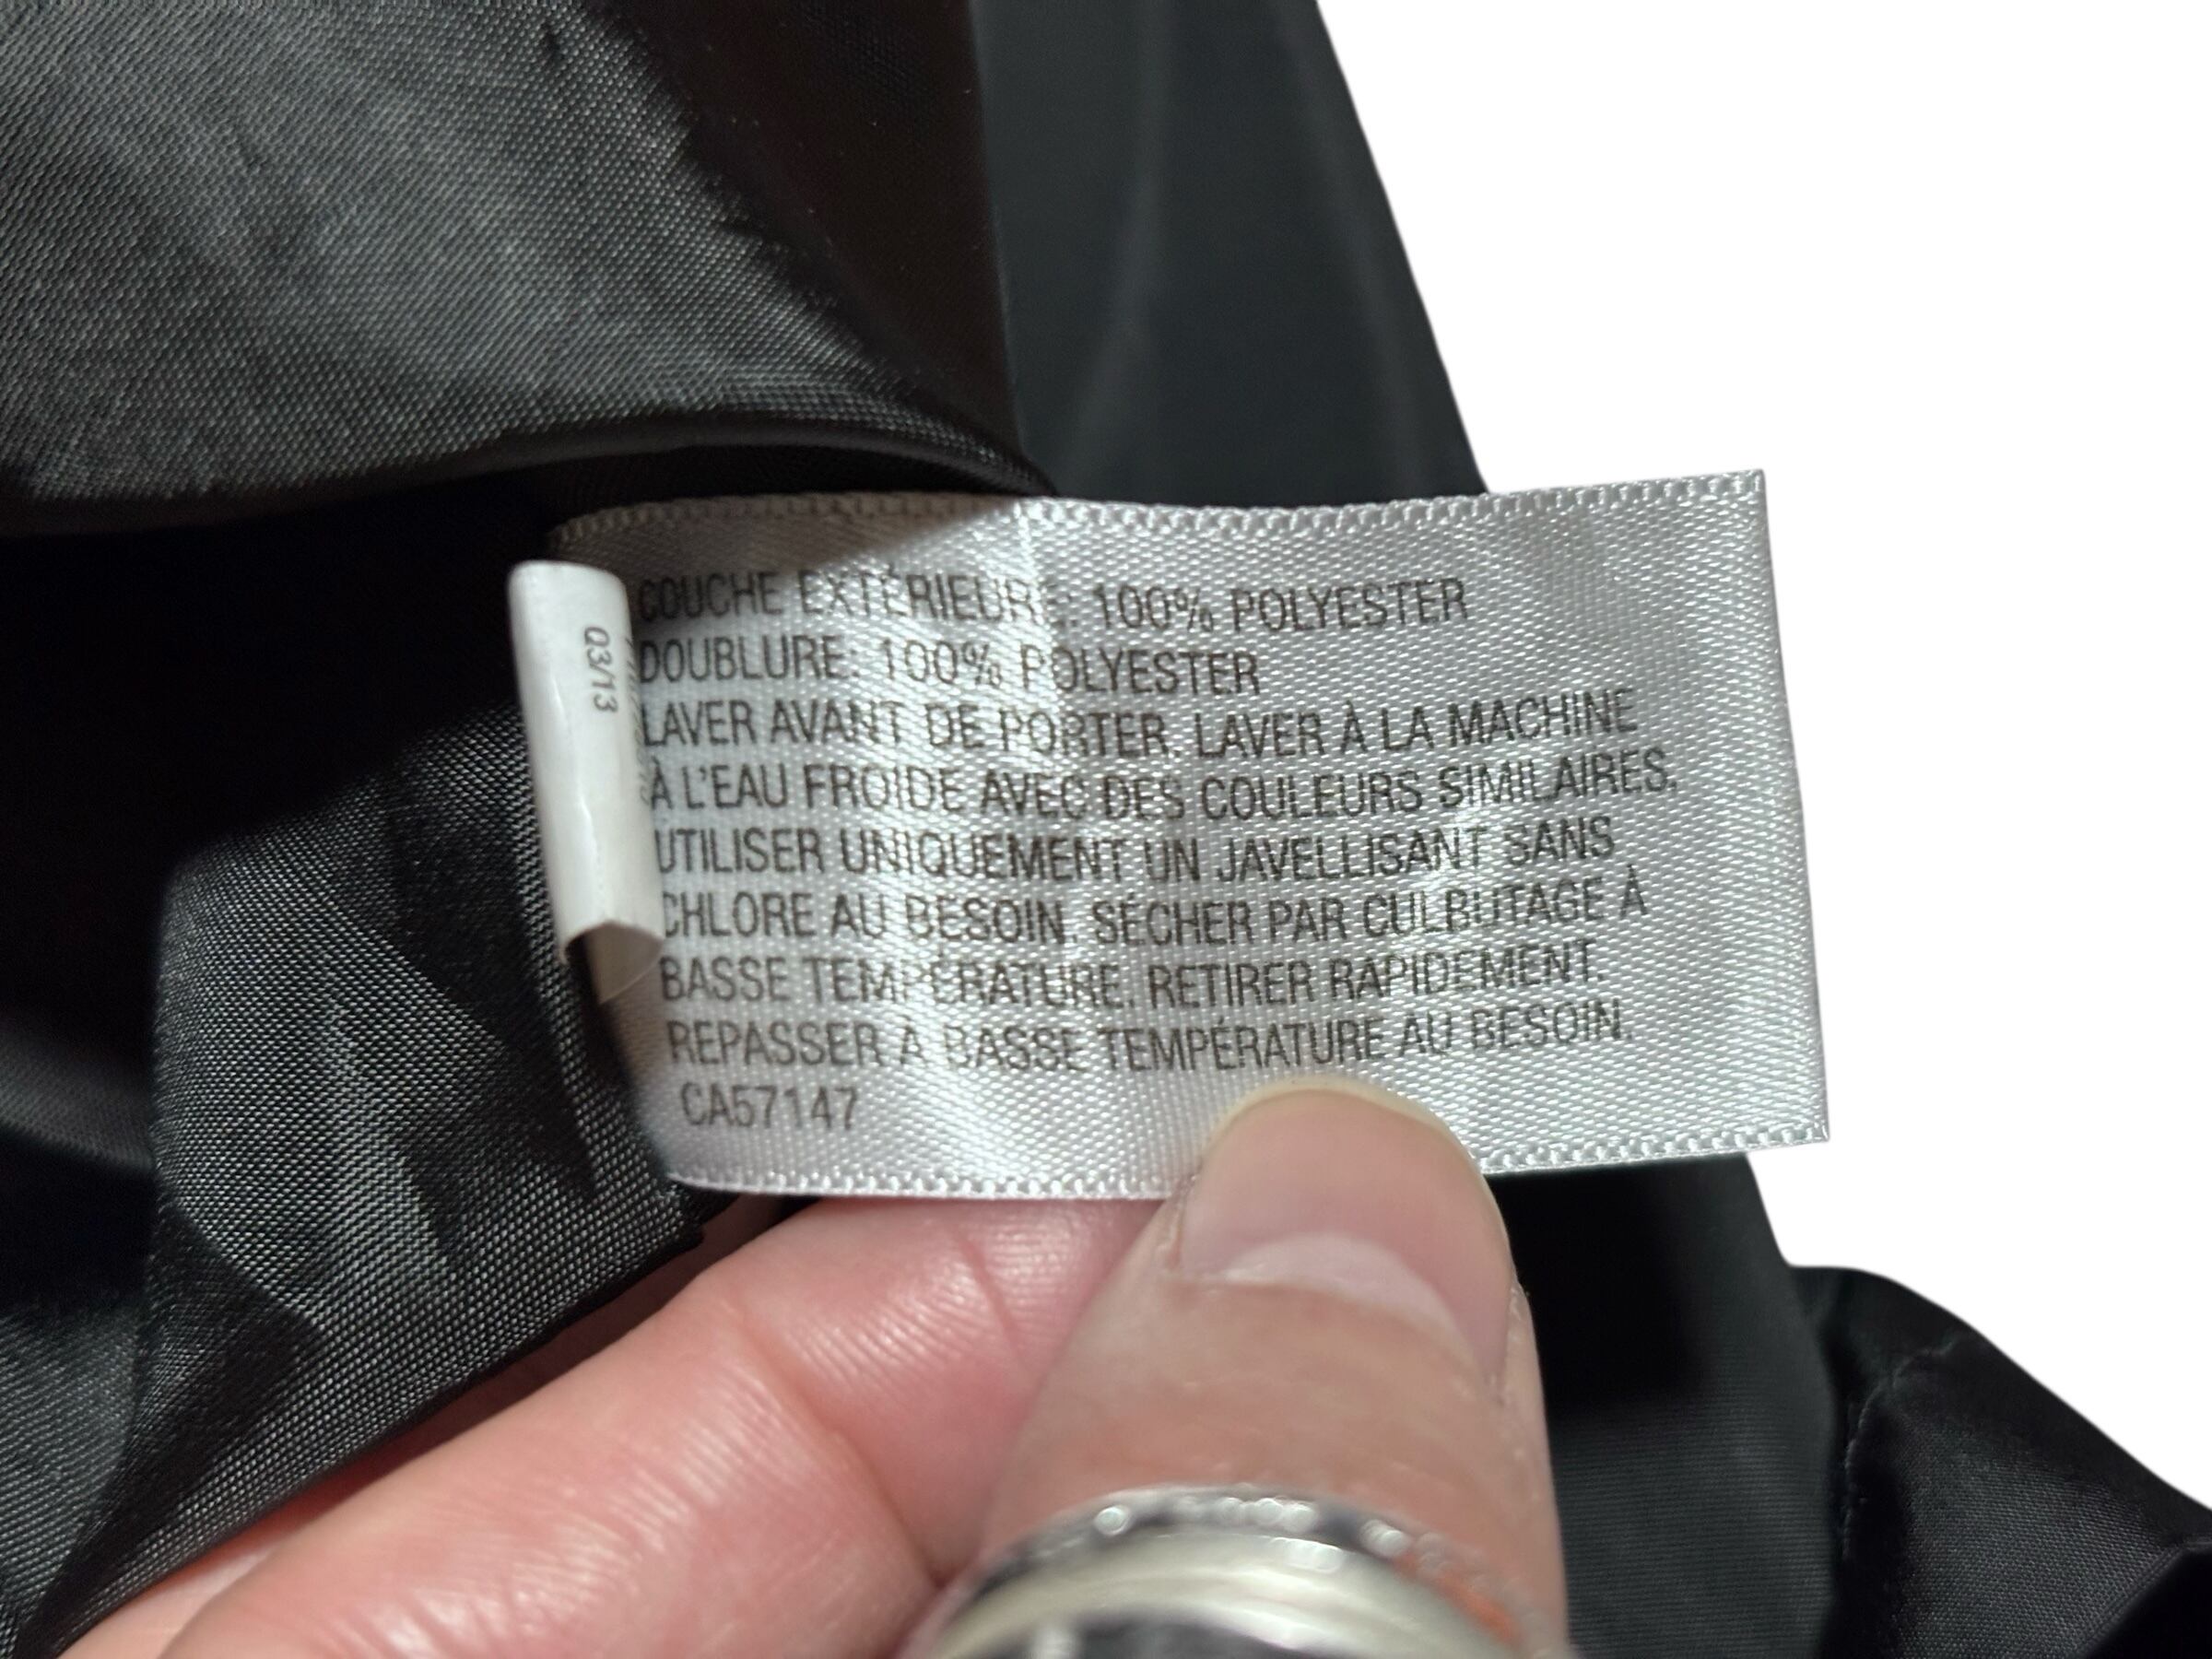 COUCHE EXTÉRIEURE: 100% POLYESTER
DOUBLURE: 100% POLYESTER
LAVER AVANT DE PORTER. LAVER À LA MACHINE
À L'EAU FROIDE AVEC DES COULEURS SIMILAIRES.
UTILISER UNIQUEMENT UN JAVELLISANT SANS
CHLORE AU BESOIN. SÉCHER PAR CULBUTAGE À
BASSE TEMPÉRATURE. RETIRER RAPIDEMENT.
REPASSER À BASSE TEMPÉRATURE AU BESOIN.
CA57147
Q3/13